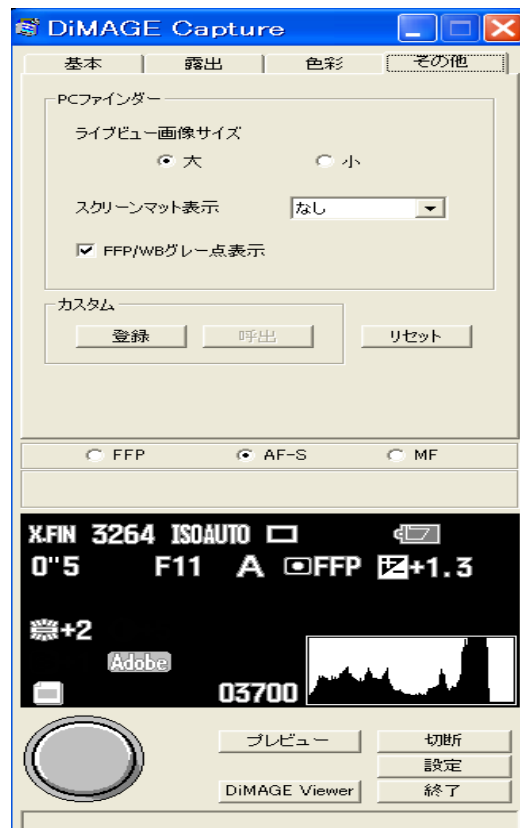 DiMAGE Capture
基本 露出 色彩 その他
PCファインダー
ライブビュー画像サイズ
大 小
スクリーンマット表示 なし
FFP/WBグレー点表示
カスタム
登録 呼出 リセット
FFP AF-S MF
X.FIN 3264 ISOAUTO
0"5 F11 A FFP +1.3
+2
Adobe
03700
プレビュー 切断
設定
DiMAGE Viewer 終了